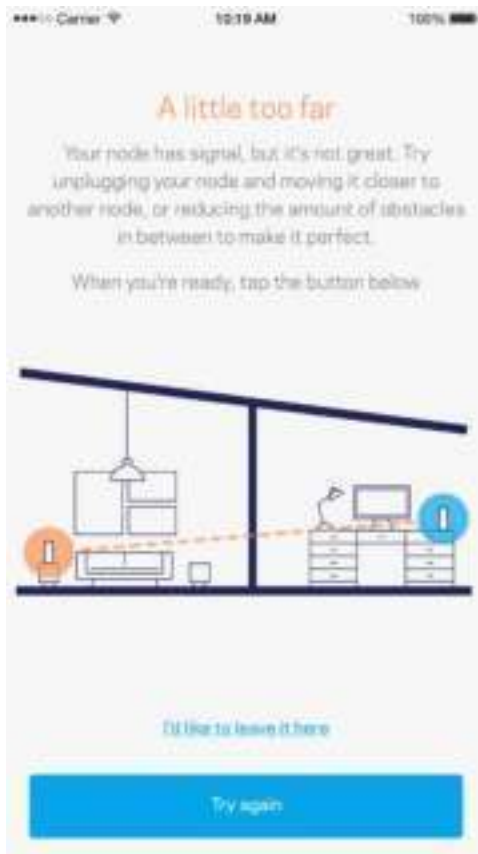 Carrier 10:19 AM 100%
A little too far
Your node has signal, but it's not great. Try
unplugging your node and moving it closer to
another node, or reducing the amount of obstacles
in between to make it perfect.
When you're ready, tap the button below
I'd like to leave it here
Try again